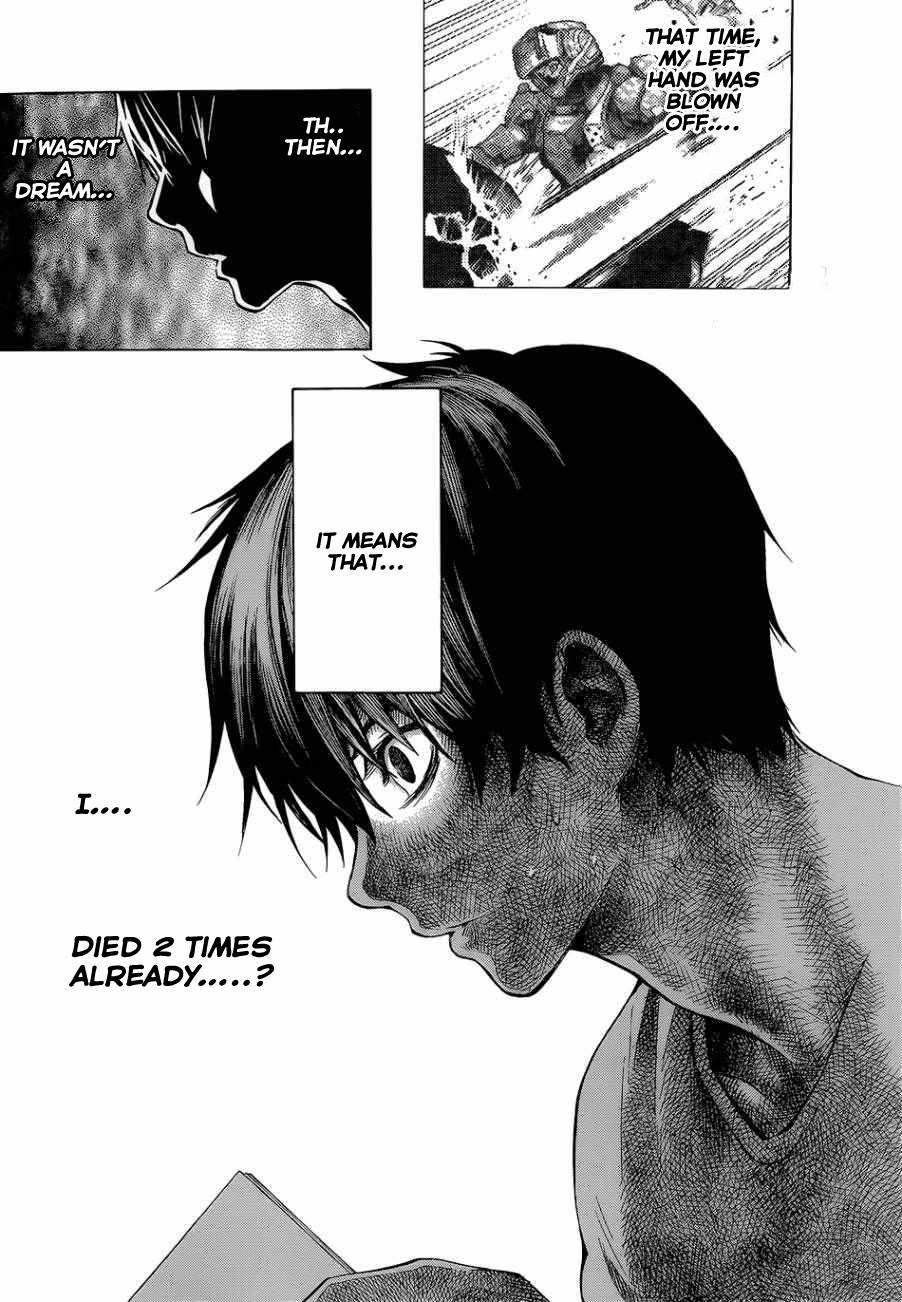 THAT TIME,
MY LEFT
HAND WAS
BLOWN
OFF....
TH..
THEN...
IT WASN'T
A
DREAM...
IT MEANS
THAT...
I....
DIED 2 TIMES
ALREADY.....?